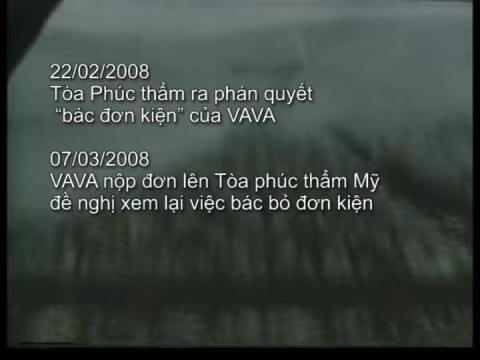 22/02/2008
Tòa Phúc thẩm ra phán quyết
“bác đơn kiện” của VAVA
07/03/2008
VAVA nộp đơn lên Tòa phúc thẩm Mỹ
đề nghị xem lại việc bác bỏ đơn kiện